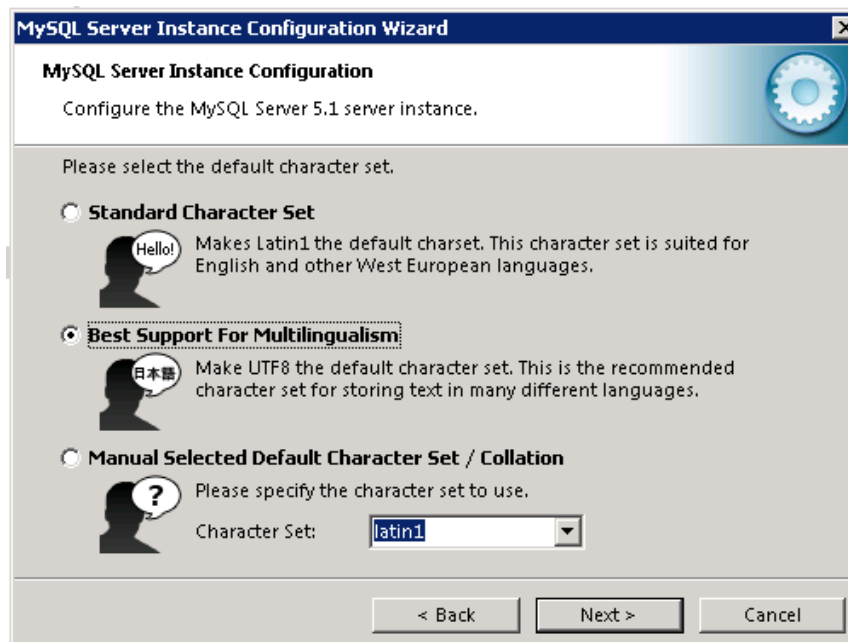 MySQL Server Instance Configuration Wizard
MySQL Server Instance Configuration
Configure the MySQL Server 5.1 server instance.
Please select the default character set.
Standard Character Set
Hello!
Makes Latin1 the default charset. This character set is suited for
English and other West European languages.
Best Support For Multilingualism
日本語
Make UTF8 the default character set. This is the recommended
character set for storing text in many different languages.
Manual Selected Default Character Set / Collation
?
Please specify the character set to use.
Character Set: latin1
< Back Next > Cancel